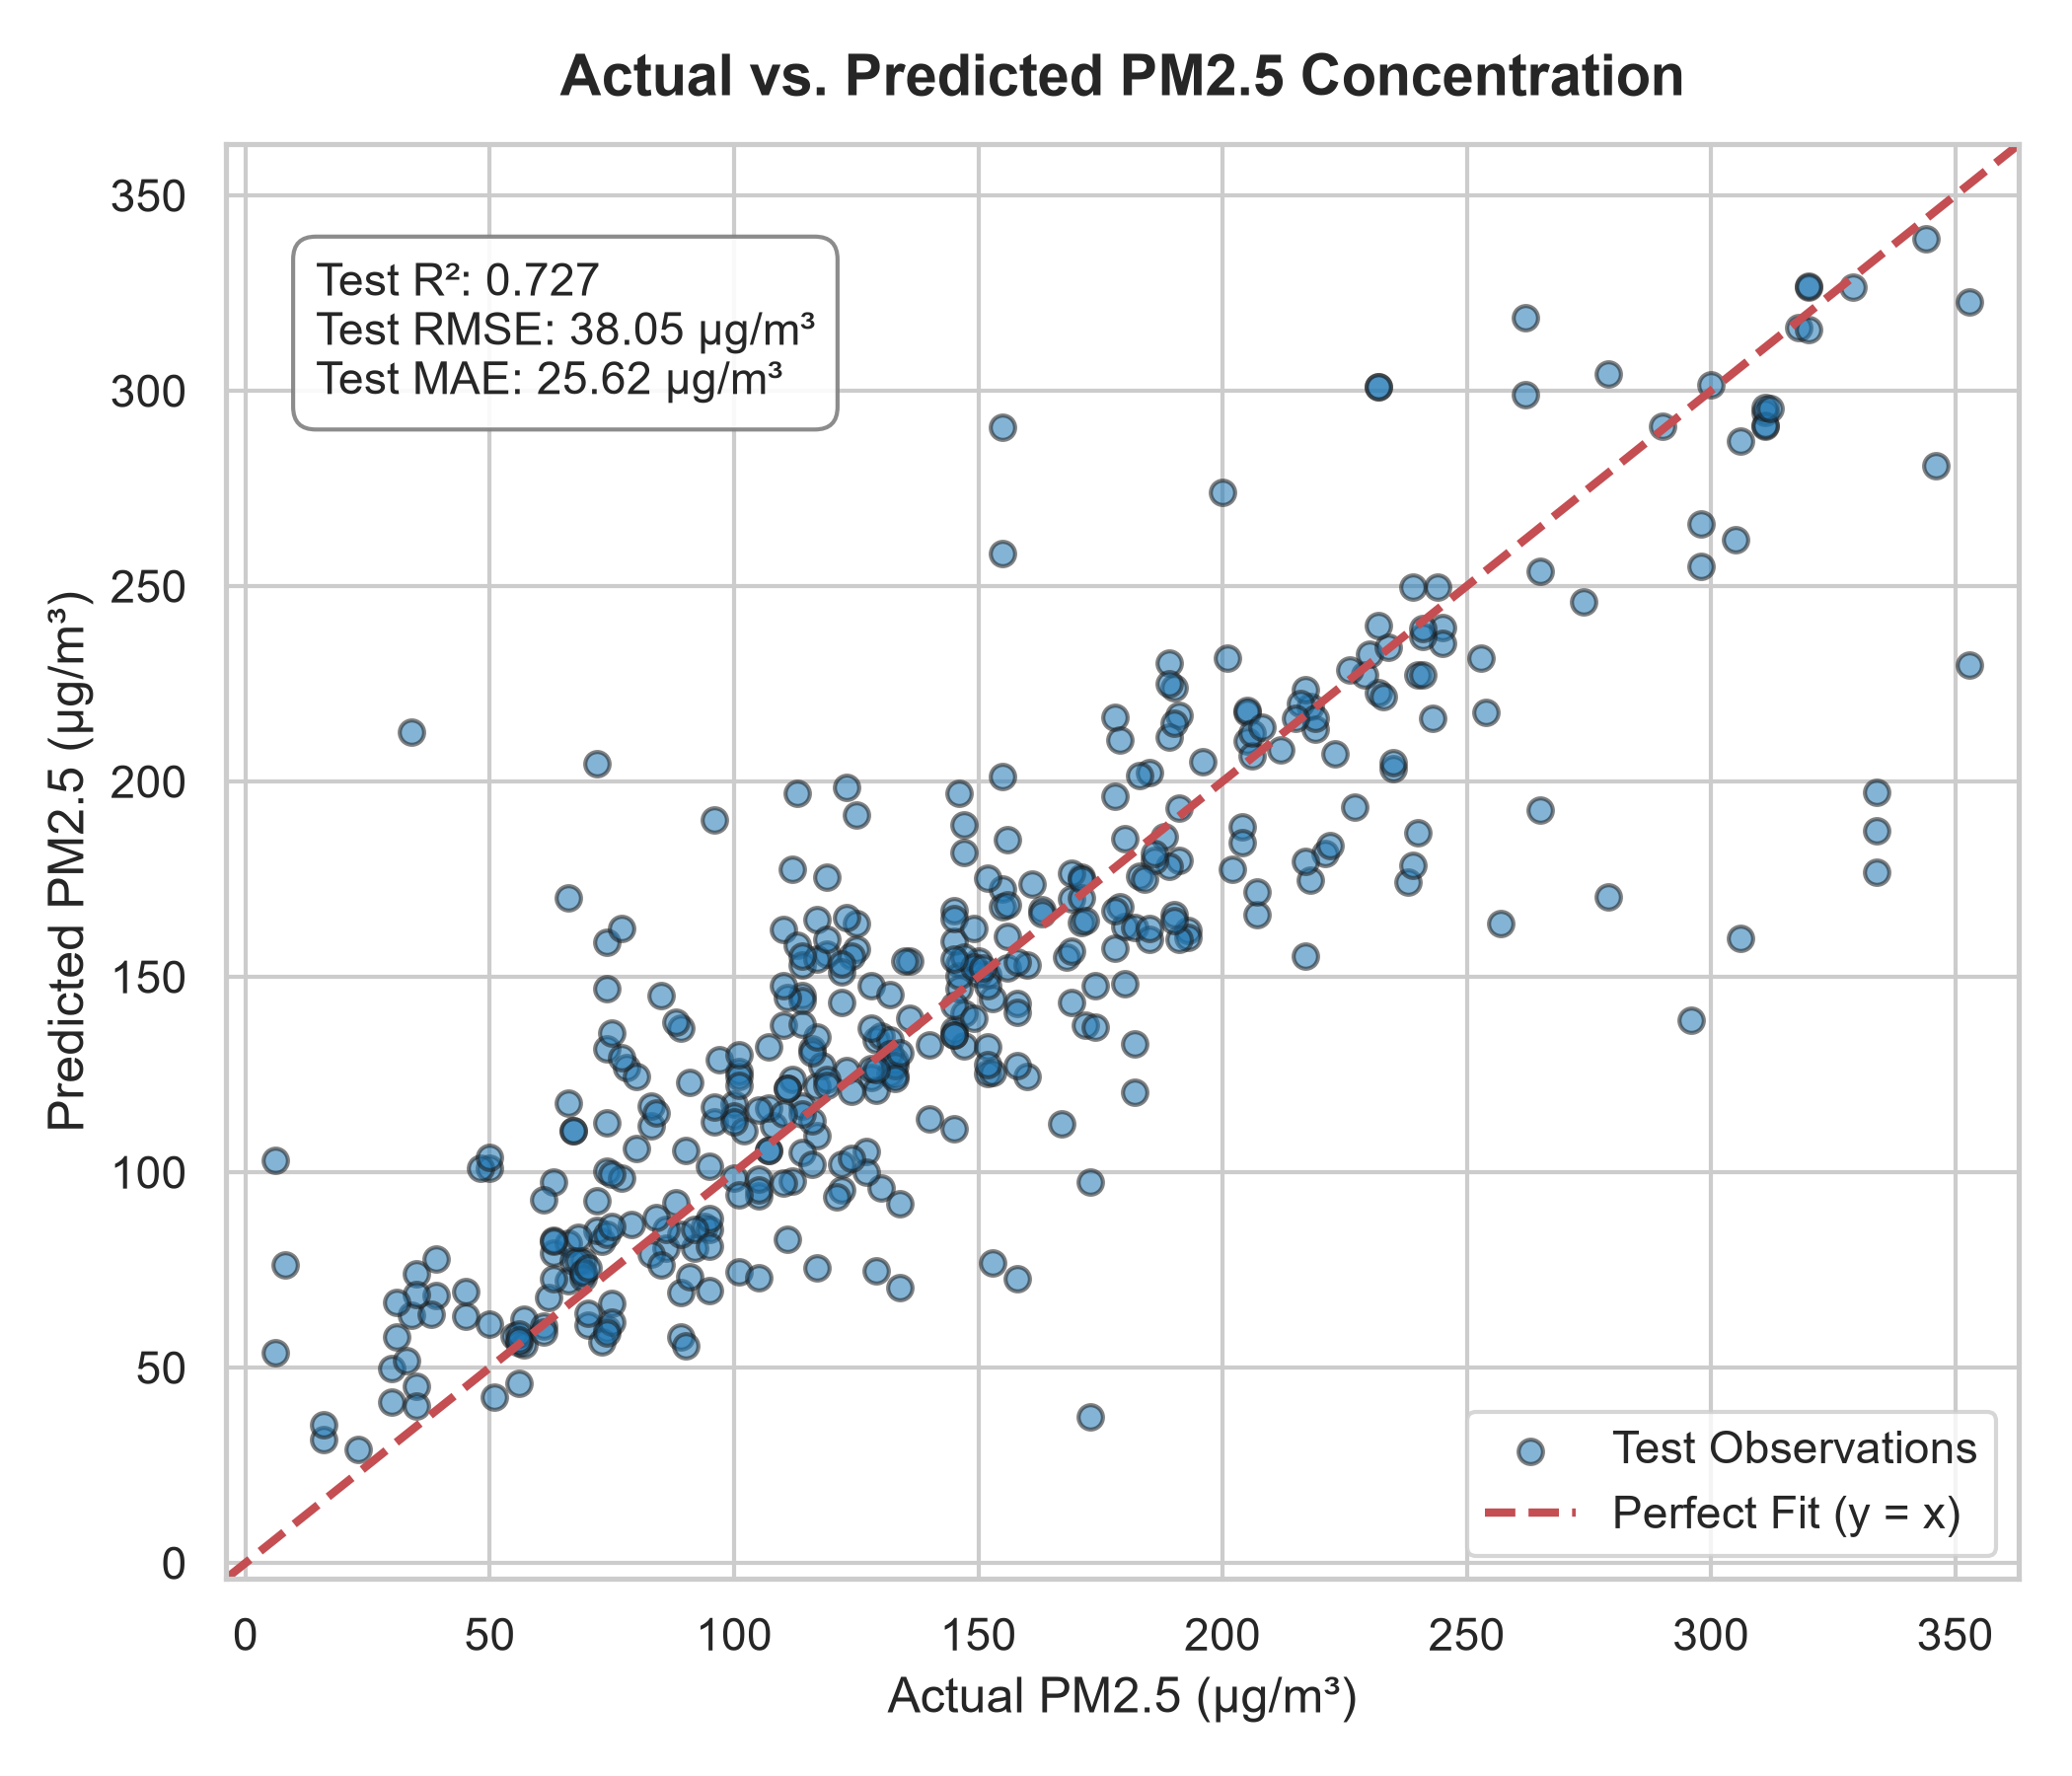 Actual vs. Predicted PM2.5 Concentration
350
300
250
200
150
100
50
0
Predicted PM2.5 (µg/m³)
Test R²: 0.727
Test RMSE: 38.05 µg/m³
Test MAE: 25.62 µg/m³
Test Observations
Perfect Fit (y = x)
0 50 100 150 200 250 300 350
Actual PM2.5 (µg/m³)